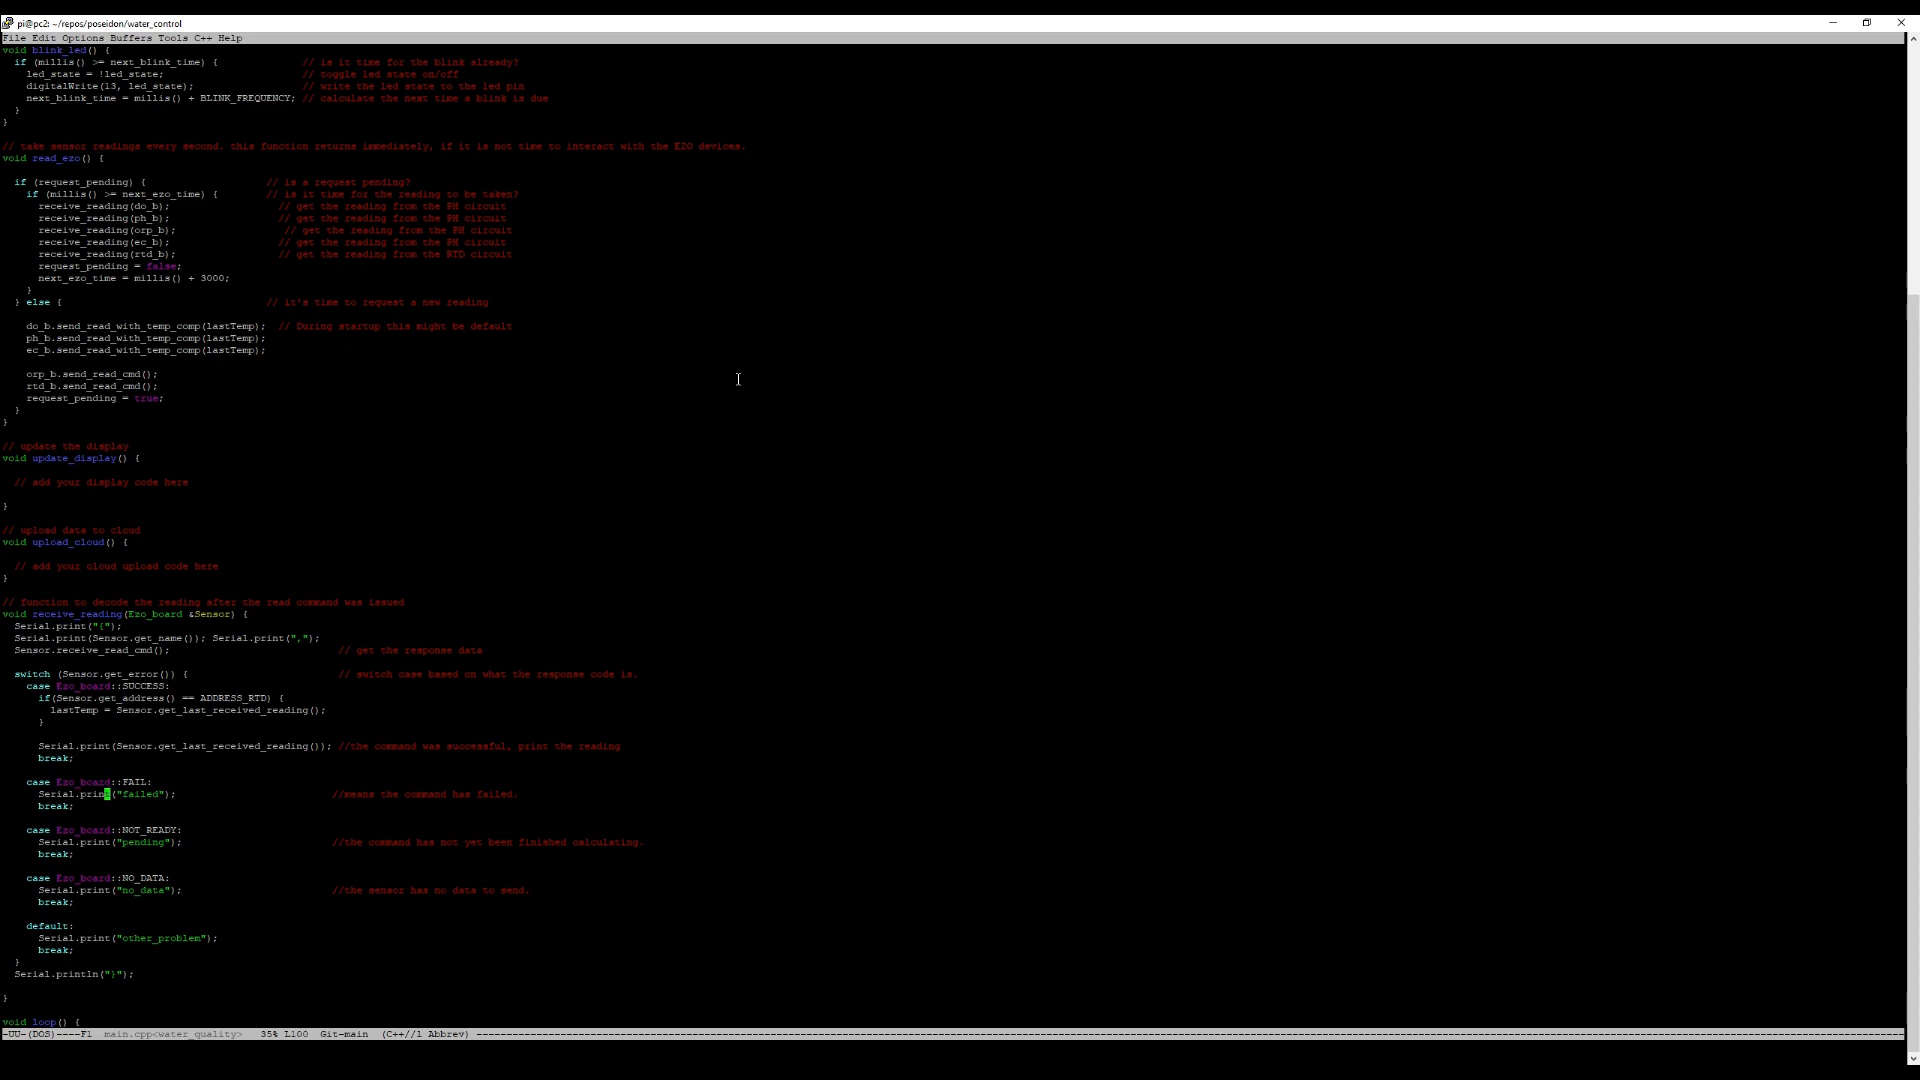 pi@pc2: ~/repos/poseidon/water_control
File Edit Options Buffers Tools C++ Help
void blink_led() {
  if (millis() >= next_blink_time) {              // is it time for the blink already?
    led_state = !led_state;                       // toggle led state on/off
    digitalWrite(13, led_state);                  // write the led state to the led pin
    next_blink_time = millis() + BLINK_FREQUENCY; // calculate the next time a blink is due
  }
}
// take sensor readings every second. this function returns immediately, if it is not time to interact with the EZO devices.
void read_ezo() {
  if (request_pending) {                    // is a request pending?
    if (millis() >= next_ezo_time) {        // is it time for the reading to be taken?
      receive_reading(do_b);                  // get the reading from the PH circuit
      receive_reading(ph_b);                  // get the reading from the PH circuit
      receive_reading(orp_b);                  // get the reading from the PH circuit
      receive_reading(ec_b);                  // get the reading from the PH circuit
      receive_reading(rtd_b);                 // get the reading from the RTD circuit
      request_pending = false;
      next_ezo_time = millis() + 3000;
    }
  } else {                                  // it's time to request a new reading
    do_b.send_read_with_temp_comp(lastTemp);  // During startup this might be default
    ph_b.send_read_with_temp_comp(lastTemp);
    ec_b.send_read_with_temp_comp(lastTemp);
    orp_b.send_read_cmd();
    rtd_b.send_read_cmd();
    request_pending = true;
  }
}
// update the display
void update_display() {
  // add your display code here
}
// upload data to cloud
void upload_cloud() {
  // add your cloud upload code here
}
// function to decode the reading after the read command was issued
void receive_reading(Ezo_board &Sensor) {
  Serial.print("{");
  Serial.print(Sensor.get_name()); Serial.print(",");
  Sensor.receive_read_cmd();                            // get the response data
  switch (Sensor.get_error()) {                         // switch case based on what the response code is.
    case Ezo_board::SUCCESS:
      if(Sensor.get_address() == ADDRESS_RTD) {
        lastTemp = Sensor.get_last_received_reading();
      }
      Serial.print(Sensor.get_last_received_reading()); //the command was successful, print the reading
      break;
    case Ezo_board::FAIL:
      Serial.print("failed");                          //means the command has failed.
      break;
    case Ezo_board::NOT_READY:
      Serial.print("pending");                         //the command has not yet been finished calculating.
      break;
    case Ezo_board::NO_DATA:
      Serial.print("no_data");                         //the sensor has no data to send.
      break;
    default:
      Serial.print("other_problem");
      break;
  }
  Serial.println("}");
}
void loop() {
-UU-(DOS)----F1  main.cpp<water_quality>   35% L100  Git-main  (C++//l Abbrev) ----------